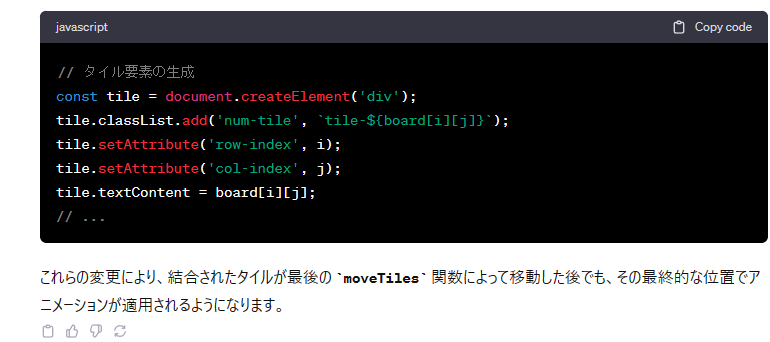 javascript
Copy code
// タイル要素の生成
const tile = document.createElement('div');
tile.classList.add('num-tile', `tile-${board[i][j]}`);
tile.setAttribute('row-index', i);
tile.setAttribute('col-index', j);
tile.textContent = board[i][j];
// ...
これらの変更により、結合されたタイルが最後の `moveTiles` 関数によって移動した後でも、その最終的な位置でア
ニメーションが適用されるようになります。